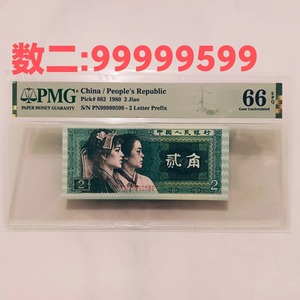 数二:99999599
PMG
PAPER MONEY GUARANTY
China / People's Republic
Pick# 882 1980 2 Jiao
S/N PN99999599 - 2 Letter Prefix
66
EPQ
Gem Uncirculated
中国人民银行
贰角
2
2